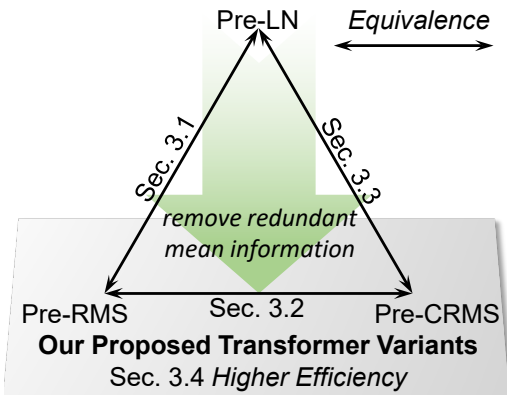 Pre-LN
Equivalence
Sec. 3.1
Sec. 3.3
remove redundant
mean information
Sec. 3.2
Pre-RMS
Pre-CRMS
Our Proposed Transformer Variants
Sec. 3.4 Higher Efficiency